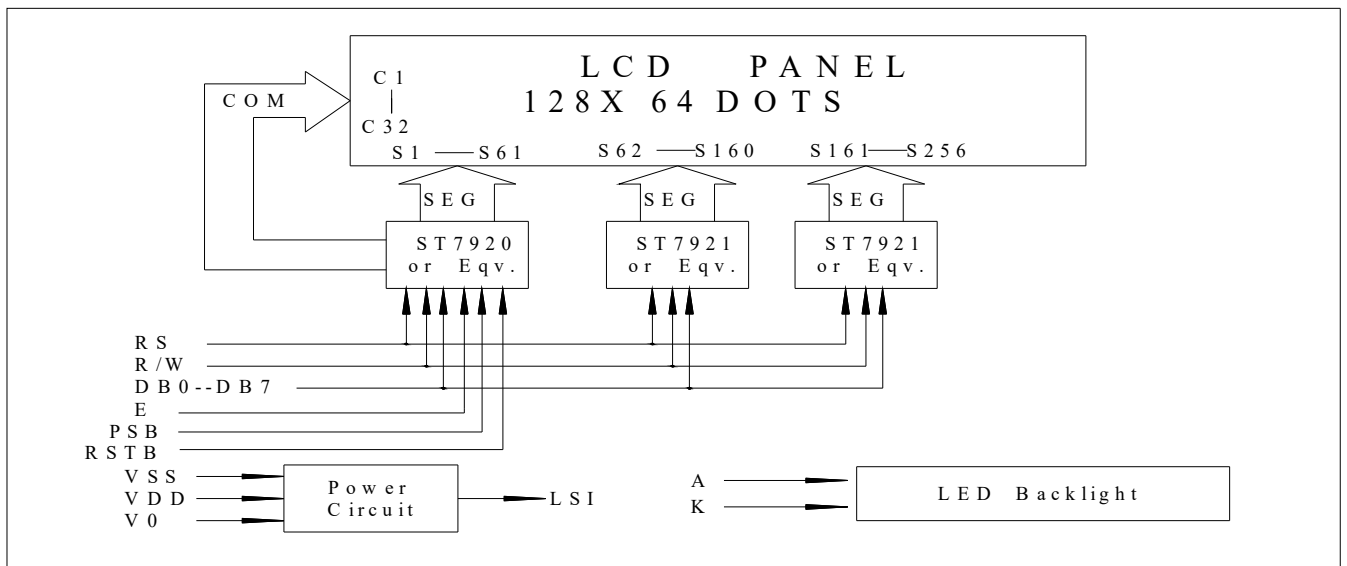 LCD PANEL
128X 64 DOTS
C1
C32
COM
S1 S61
S62 S160
S161 S256
SEG
SEG
SEG
ST7920
or Eqv.
ST7921
or Eqv.
ST7921
or Eqv.
RS
R/W
DB0--DB7
E
PSB
RSTB
VSS
VDD
V0
Power
Circuit
LSI
A
K
LED Backlight